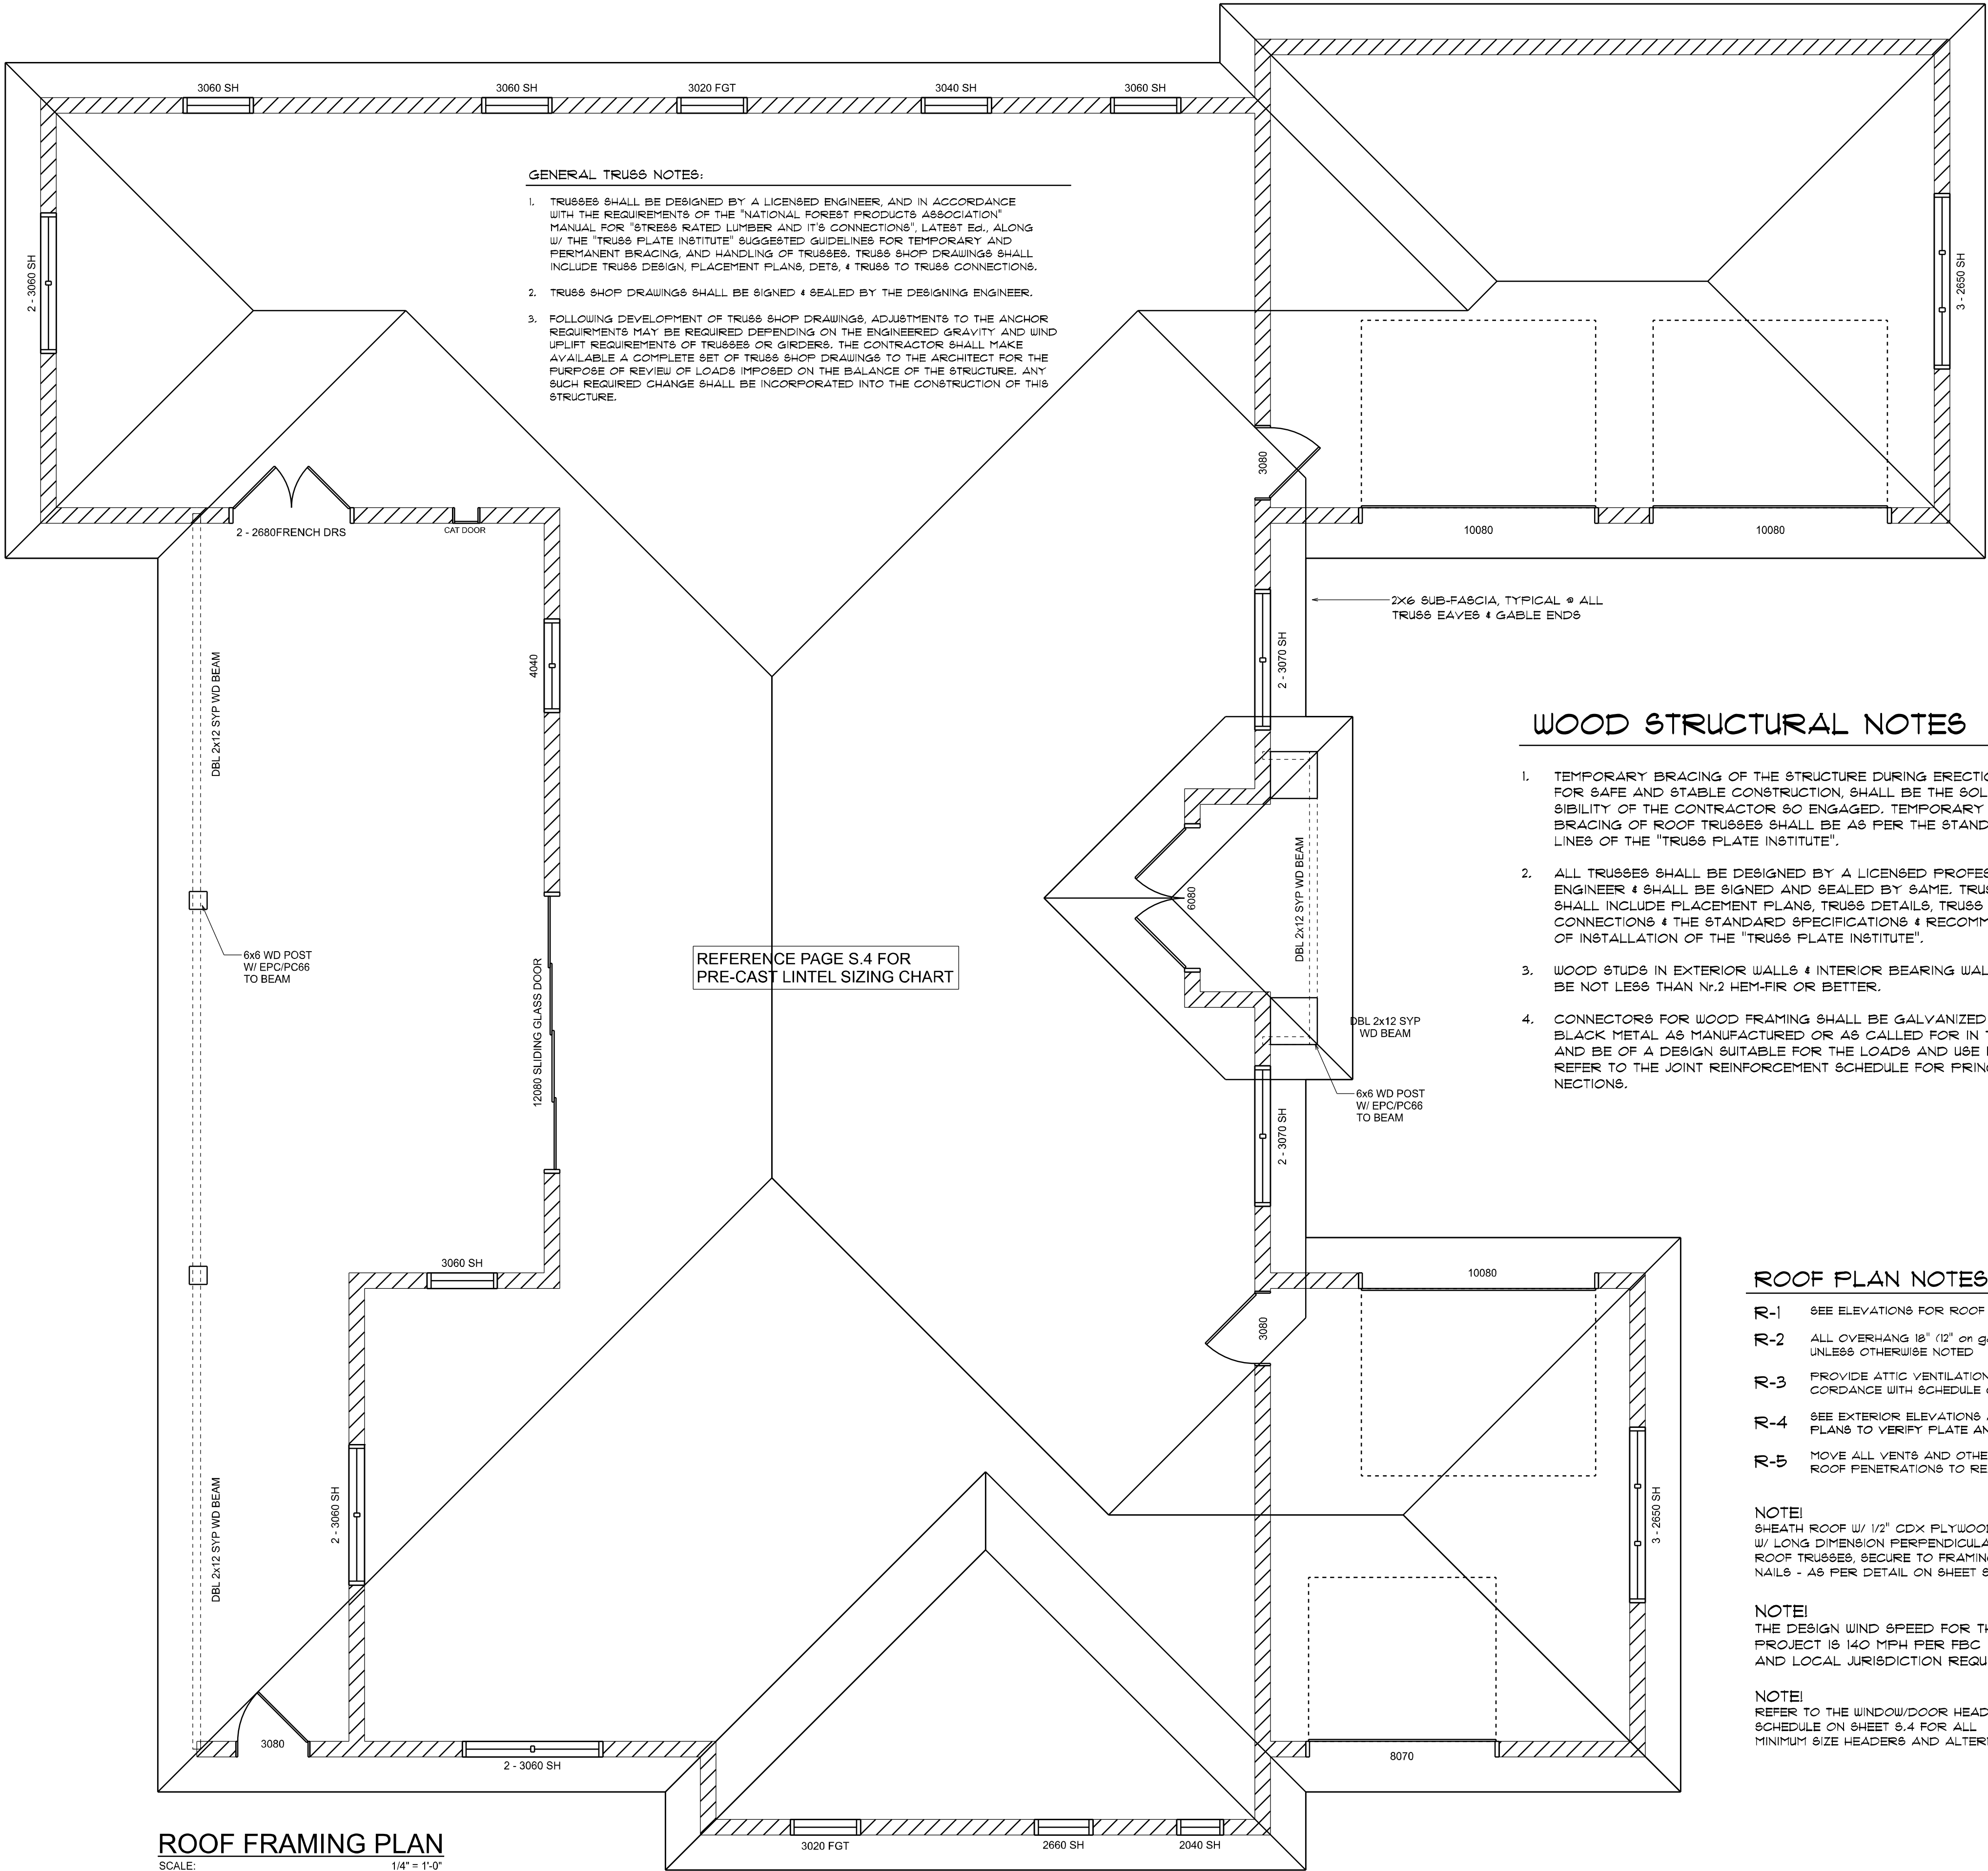 3060 SH
3060 SH
3020 FGT
3040 SH
3060 SH
2 - 3060 SH
3 - 2660 SH
GENERAL TRUSS NOTES:
1. TRUSSES SHALL BE DESIGNED BY A LICENSED ENGINEER, AND IN ACCORDANCE
WITH THE REQUIREMENTS OF THE "NATIONAL FOREST PRODUCTS ASSOCIATION"
MANUAL FOR "STRESS RATED LUMBER AND IT'S CONNECTIONS", LATEST Ed., ALONG
W/ THE "TRUSS PLATE INSTITUTE" SUGGESTED GUIDELINES FOR TEMPORARY AND
PERMANENT BRACING, AND HANDLING OF TRUSSES. TRUSS SHOP DRAWINGS SHALL
INCLUDE TRUSS DESIGN, PLACEMENT PLANS, DETS, & TRUSS TO TRUSS CONNECTIONS.
2. TRUSS SHOP DRAWINGS SHALL BE SIGNED & SEALED BY THE DESIGNING ENGINEER.
3. FOLLOWING DEVELOPMENT OF TRUSS SHOP DRAWINGS, ADJUSTMENTS TO THE ANCHOR
REQUIRMENTS MAY BE REQUIRED DEPENDING ON THE ENGINEERED GRAVITY AND WIND
UPLIFT REQUIREMENTS OF TRUSSES OR GIRDERS. THE CONTRACTOR SHALL MAKE
AVAILABLE A COMPLETE SET OF TRUSS SHOP DRAWINGS TO THE ARCHITECT FOR THE
PURPOSE OF REVIEW OF LOADS IMPOSED ON THE BALANCE OF THE STRUCTURE. ANY
SUCH REQUIRED CHANGE SHALL BE INCORPORATED INTO THE CONSTRUCTION OF THIS
STRUCTURE.
3080
2 - 2680FRENCH DRS
CAT DOOR
10080
10080
2X6 SUB-FASCIA, TYPICAL @ ALL
TRUSS EAVES & GABLE ENDS
DBL 2x12 SYP WD BEAM
4040
2 - 3070 SH
WOOD STRUCTURAL NOTES
1. TEMPORARY BRACING OF THE STRUCTURE DURING ERECTIO
FOR SAFE AND STABLE CONSTRUCTION, SHALL BE THE SOL
SIBILITY OF THE CONTRACTOR SO ENGAGED. TEMPORARY
BRACING OF ROOF TRUSSES SHALL BE AS PER THE STAND
LINES OF THE "TRUSS PLATE INSTITUTE".
2. ALL TRUSSES SHALL BE DESIGNED BY A LICENSED PROFES
ENGINEER & SHALL BE SIGNED AND SEALED BY SAME. TRUS
SHALL INCLUDE PLACEMENT PLANS, TRUSS DETAILS, TRUSS
CONNECTIONS & THE STANDARD SPECIFICATIONS & RECOMM
OF INSTALLATION OF THE "TRUSS PLATE INSTITUTE".
3. WOOD STUDS IN EXTERIOR WALLS & INTERIOR BEARING WAL
BE NOT LESS THAN Nr.2 HEM-FIR OR BETTER.
4. CONNECTORS FOR WOOD FRAMING SHALL BE GALVANIZED
BLACK METAL AS MANUFACTURED OR AS CALLED FOR IN T
AND BE OF A DESIGN SUITABLE FOR THE LOADS AND USE I
REFER TO THE JOINT REINFORCEMENT SCHEDULE FOR PRIN
NECTIONS.
6080
DBL 2x12 SYP WD BEAM
6x6 WD POST
W/ EPC/PC66
TO BEAM
REFERENCE PAGE S.4 FOR
PRE-CAST LINTEL SIZING CHART
12080 SLIDING GLASS DOOR
DBL 2x12 SYP
WD BEAM
6x6 WD POST
W/ EPC/PC66
TO BEAM
2 - 3070 SH
3060 SH
10080
3080
ROOF PLAN NOTES
R-1 SEE ELEVATIONS FOR ROOF
R-2 ALL OVERHANG 18" (12" on g
UNLESS OTHERWISE NOTED
R-3 PROVIDE ATTIC VENTILATION
CORDANCE WITH SCHEDULE
R-4 SEE EXTERIOR ELEVATIONS
PLANS TO VERIFY PLATE AN
R-5 MOVE ALL VENTS AND OTHE
ROOF PENETRATIONS TO RE
NOTE!
SHEATH ROOF W/ 1/2" CDX PLYWOO
W/ LONG DIMENSION PERPENDICULA
ROOF TRUSSES, SECURE TO FRAMIN
NAILS - AS PER DETAIL ON SHEET S
NOTE!
THE DESIGN WIND SPEED FOR TH
PROJECT IS 140 MPH PER FBC
AND LOCAL JURISDICTION REQU
NOTE!
REFER TO THE WINDOW/DOOR HEAD
SCHEDULE ON SHEET S.4 FOR ALL
MINIMUM SIZE HEADERS AND ALTER
2 - 3060 SH
DBL 2x12 SYP WD BEAM
3 - 2650 SH
3080
2 - 3060 SH
8070
3020 FGT
2660 SH
2040 SH
ROOF FRAMING PLAN
SCALE: 1/4" = 1'-0"